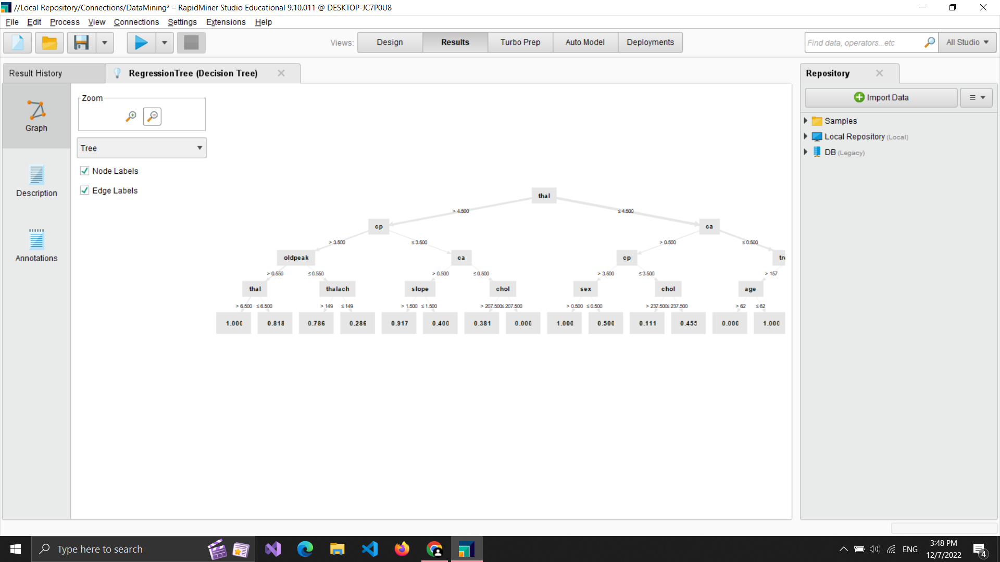 //Local Repository/Connections/DataMining* – RapidMiner Studio Educational 9.10.011 @ DESKTOP-JC7P0U8
File Edit Process View Connections Settings Extensions Help
Views: Design Results Turbo Prep Auto Model Deployments
Find data, operators...etc All Studio
Result History RegressionTree (Decision Tree)
Repository
Zoom
Import Data
Graph
Samples
Local Repository (Local)
Tree
DB (Legacy)
Node Labels
Description
Edge Labels
thal
> 4.500 ≤ 4.500
cp ca
> 3.500 ≤ 3.500 > 0.500 ≤ 0.500
Annotations
oldpeak ca cp tre
> 0.550 ≤ 0.550 > 0.500 ≤ 0.500 > 3.500 ≤ 3.500 > 157
thal thalach slope chol sex chol age
> 6.500 ≤ 6.500 > 149 ≤ 149 > 1.500 ≤ 1.500 > 207.500 ≤ 207.500 > 0.500 ≤ 0.500 > 237.500 ≤ 237.500 > 62 ≤ 62
1.000 0.818 0.786 0.286 0.917 0.400 0.381 0.000 1.000 0.500 0.111 0.455 0.000 1.000
Type here to search
ENG
3:48 PM
12/7/2022
4